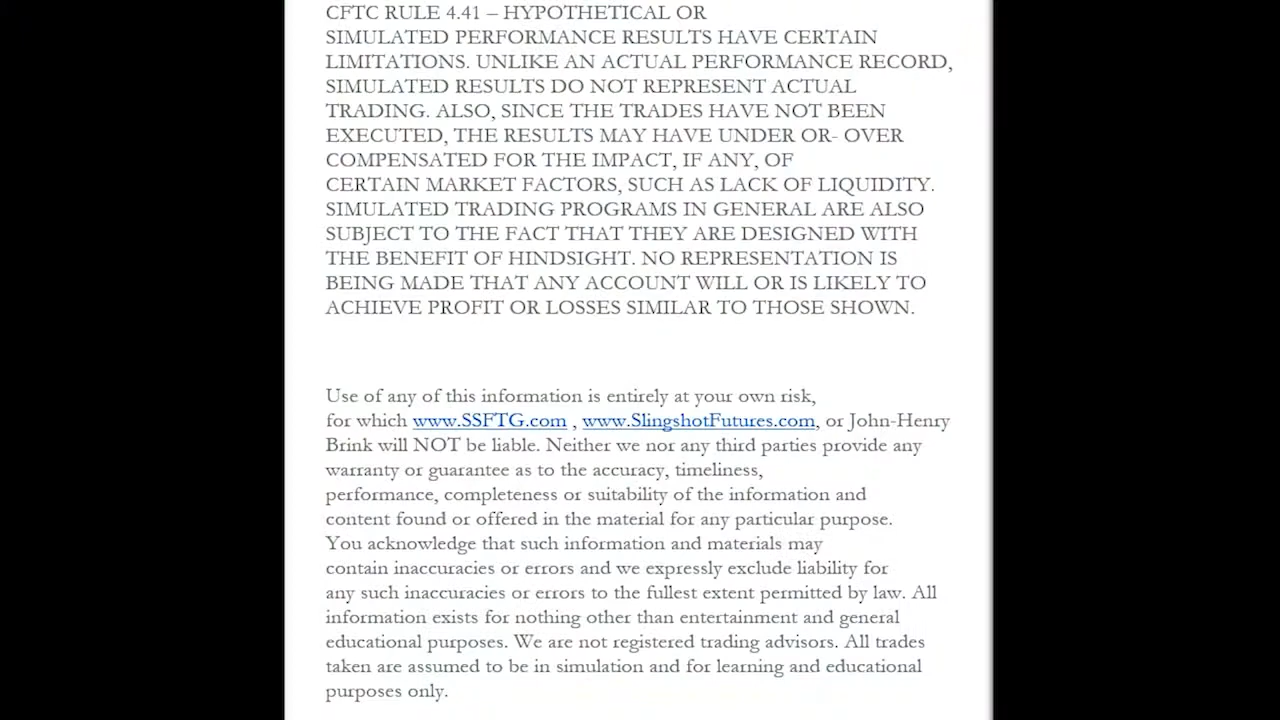 CFTC RULE 4.41 – HYPOTHETICAL OR
SIMULATED PERFORMANCE RESULTS HAVE CERTAIN
LIMITATIONS. UNLIKE AN ACTUAL PERFORMANCE RECORD,
SIMULATED RESULTS DO NOT REPRESENT ACTUAL
TRADING. ALSO, SINCE THE TRADES HAVE NOT BEEN
EXECUTED, THE RESULTS MAY HAVE UNDER OR- OVER
COMPENSATED FOR THE IMPACT, IF ANY, OF
CERTAIN MARKET FACTORS, SUCH AS LACK OF LIQUIDITY.
SIMULATED TRADING PROGRAMS IN GENERAL ARE ALSO
SUBJECT TO THE FACT THAT THEY ARE DESIGNED WITH
THE BENEFIT OF HINDSIGHT. NO REPRESENTATION IS
BEING MADE THAT ANY ACCOUNT WILL OR IS LIKELY TO
ACHIEVE PROFIT OR LOSSES SIMILAR TO THOSE SHOWN.
Use of any of this information is entirely at your own risk,
for which www.SSFTG.com , www.SlingshotFutures.com, or John-Henry
Brink will NOT be liable. Neither we nor any third parties provide any
warranty or guarantee as to the accuracy, timeliness,
performance, completeness or suitability of the information and
content found or offered in the material for any particular purpose.
You acknowledge that such information and materials may
contain inaccuracies or errors and we expressly exclude liability for
any such inaccuracies or errors to the fullest extent permitted by law. All
information exists for nothing other than entertainment and general
educational purposes. We are not registered trading advisors. All trades
taken are assumed to be in simulation and for learning and educational
purposes only.